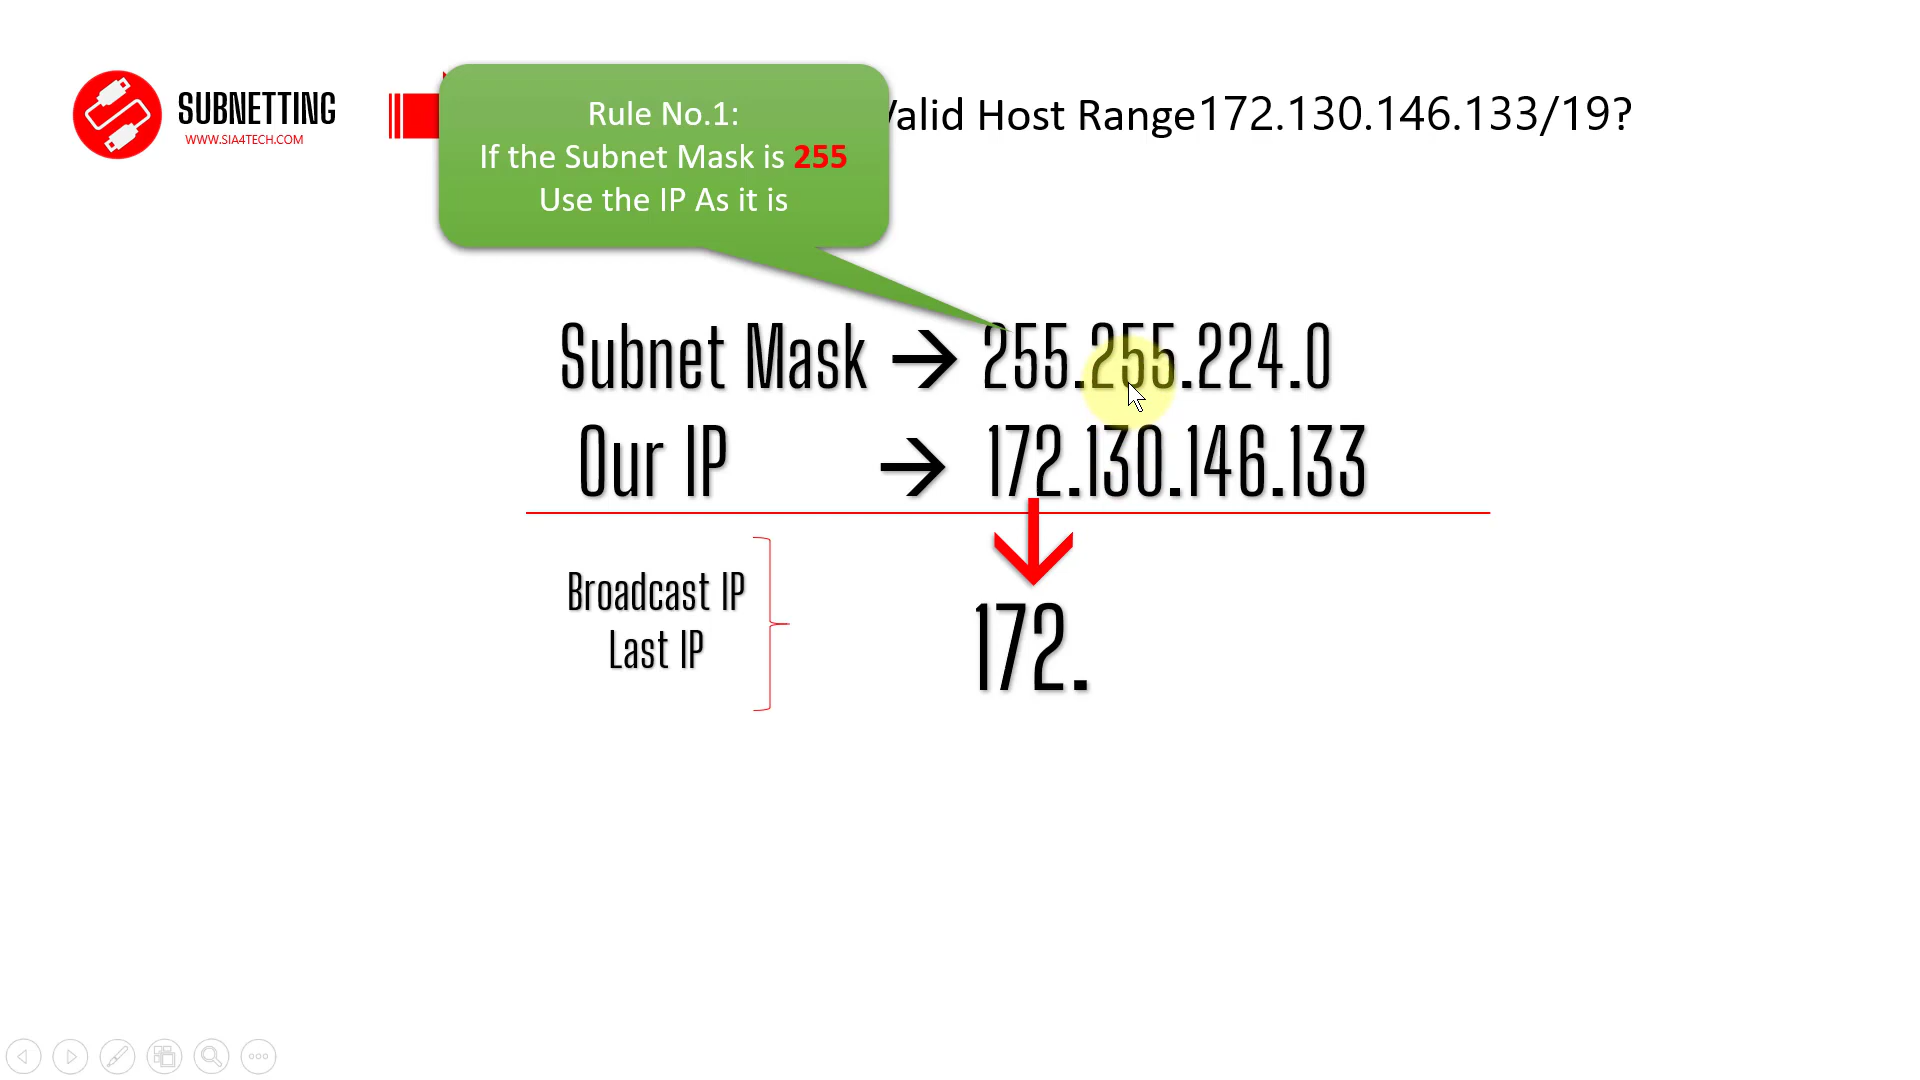 SUBNETTING
WWW.SIA4TECH.COM
Rule No.1:
If the Subnet Mask is 255
Use the IP As it is
Valid Host Range172.130.146.133/19?
Subnet Mask → 255.255.224.0
Our IP → 172.130.146.133
Broadcast IP
Last IP
172.